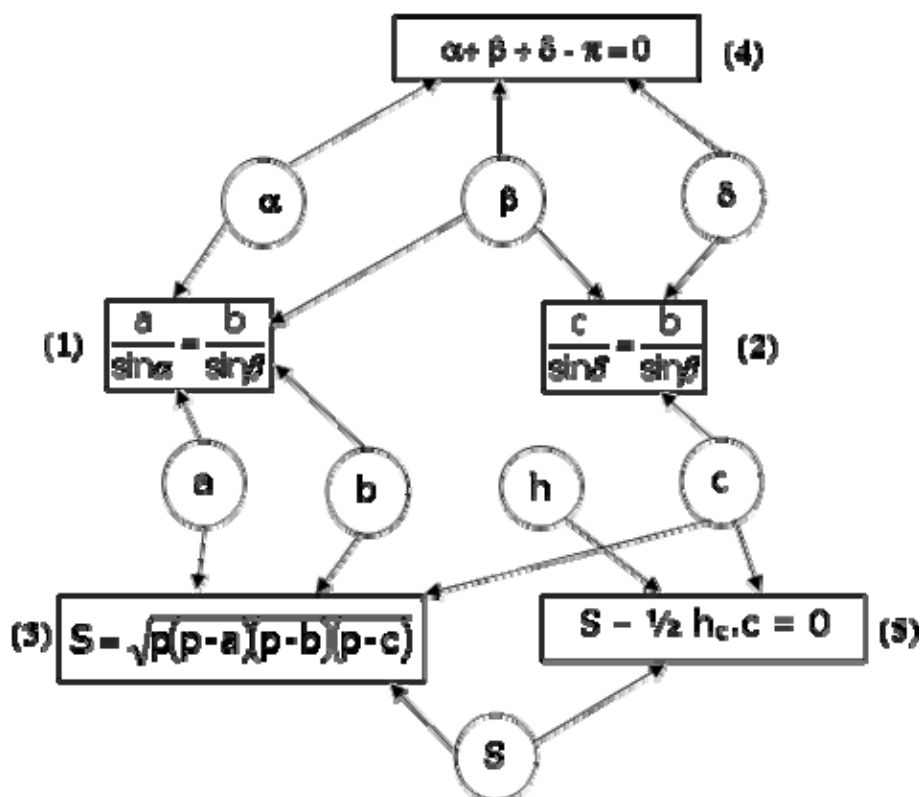 α+ β + δ - π = 0 (4)
α β δ
(1) a/sinα = b/sinβ
c/sinδ = b/sinβ (2)
a b h c
(3) S = √p(p-a)(p-b)(p-c)
S - ½ hc.c = 0 (5)
S